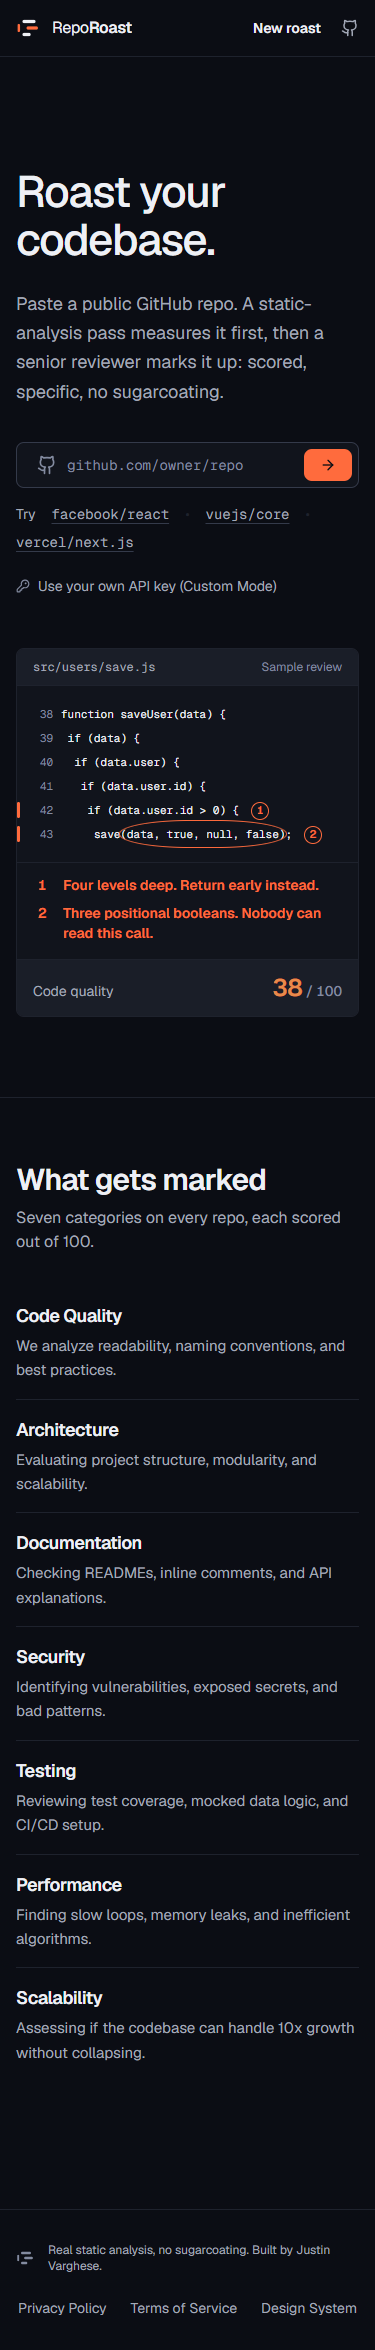 RepoRoast New roast
Roast your
codebase.
Paste a public GitHub repo. A static-
analysis pass measures it first, then a
senior reviewer marks it up: scored,
specific, no sugarcoating.
github.com/owner/repo
Try facebook/react · vuejs/core ·
vercel/next.js
Use your own API key (Custom Mode)
src/users/save.js Sample review
38 function saveUser(data) {
39 if (data) {
40 if (data.user) {
41 if (data.user.id) {
42 if (data.user.id > 0) { 1
43 save(data, true, null, false); 2
1 Four levels deep. Return early instead.
2 Three positional booleans. Nobody can
read this call.
Code quality 38 / 100
What gets marked
Seven categories on every repo, each scored
out of 100.
Code Quality
We analyze readability, naming conventions, and
best practices.
Architecture
Evaluating project structure, modularity, and
scalability.
Documentation
Checking READMEs, inline comments, and API
explanations.
Security
Identifying vulnerabilities, exposed secrets, and
bad patterns.
Testing
Reviewing test coverage, mocked data logic, and
CI/CD setup.
Performance
Finding slow loops, memory leaks, and inefficient
algorithms.
Scalability
Assessing if the codebase can handle 10x growth
without collapsing.
Real static analysis, no sugarcoating. Built by Justin
Varghese.
Privacy Policy Terms of Service Design System